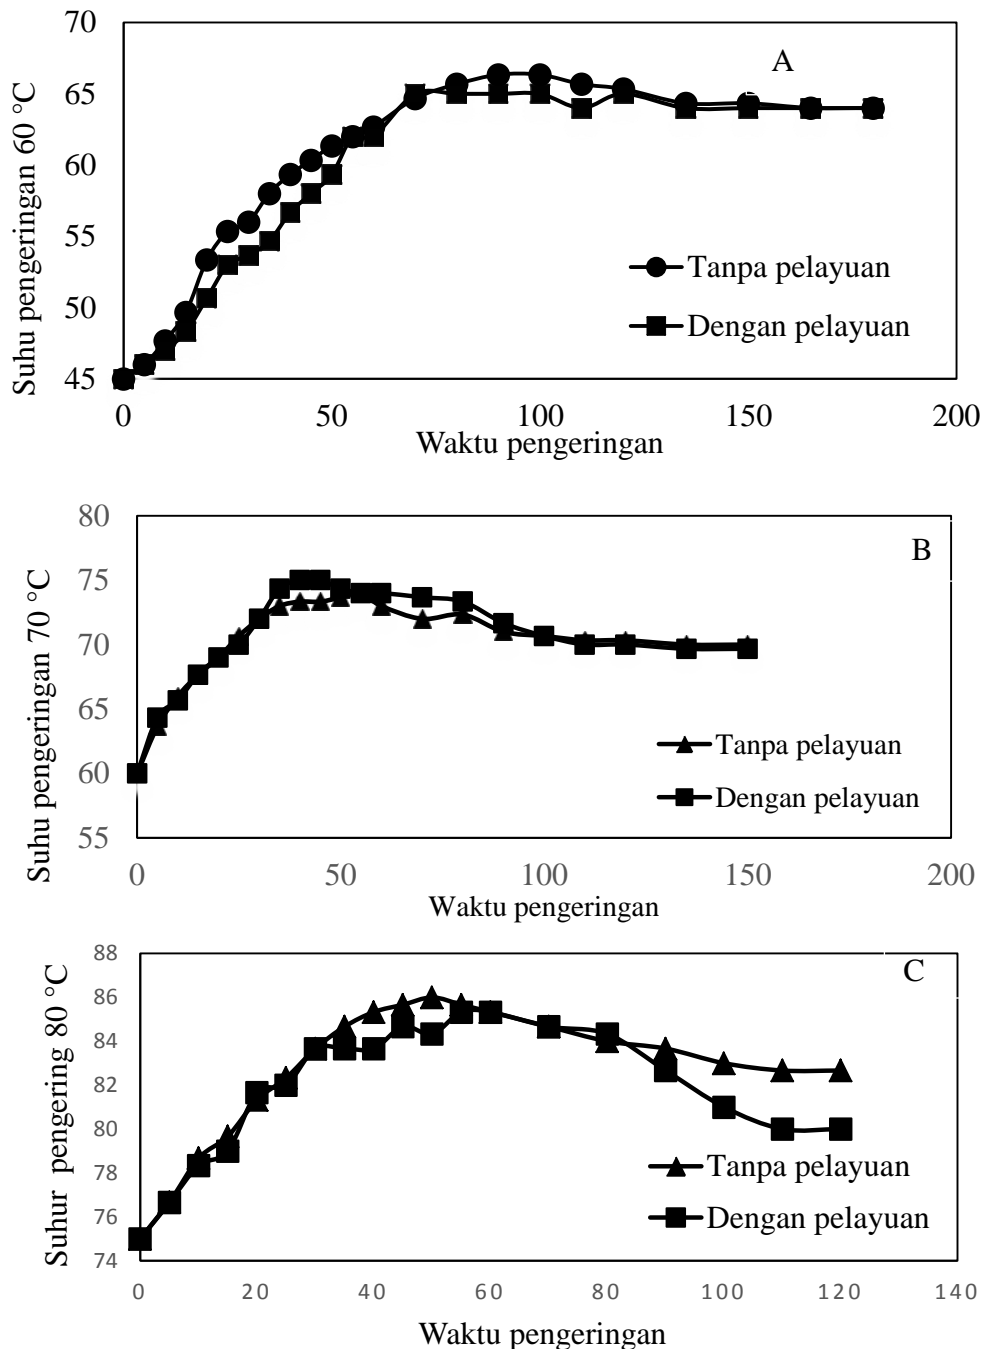 70
65
60
55
50
45
Suhu pengeringan 60 °C
A
Tanpa pelayuan
Dengan pelayuan
0 50 100 150 200
Waktu pengeringan
80
75
70
65
60
55
Suhu pengeringan 70 °C
B
Tanpa pelayuan
Dengan pelayuan
0 50 100 150 200
Waktu pengeringan
88
86
84
82
80
78
76
74
Suhur pengering 80 °C
C
Tanpa pelayuan
Dengan pelayuan
0 20 40 60 80 100 120 140
Waktu pengeringan